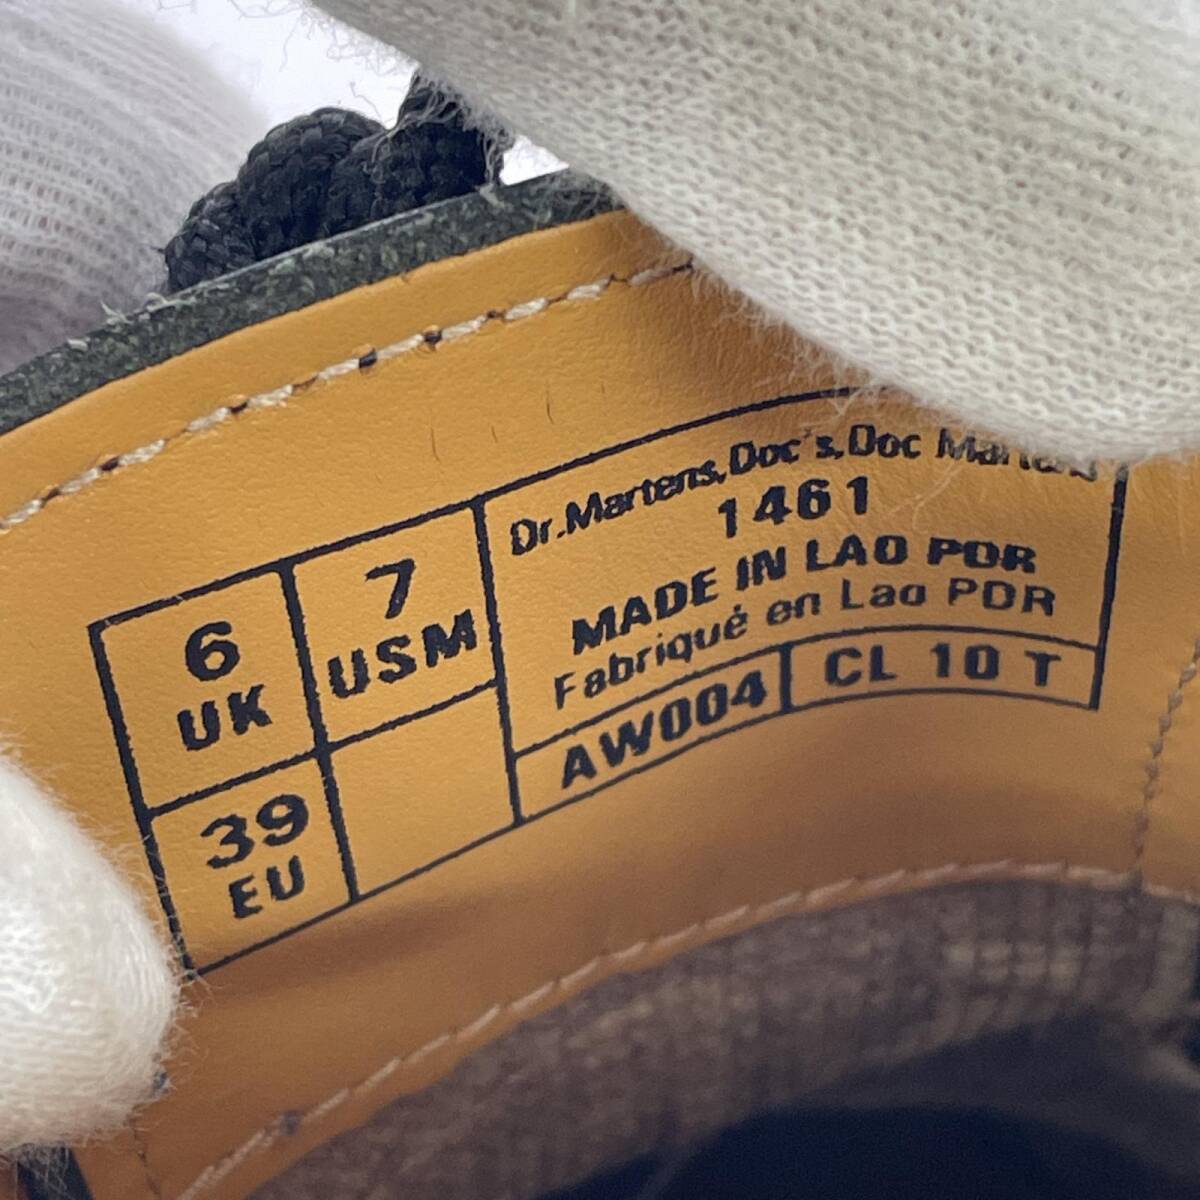 6
UK
7
USM
39
EU
Dr.Martens,Doc's,Doc Martens
1461
MADE IN LAO PDR
Fabriqué en Lao PDR
AW004
CL 10 T